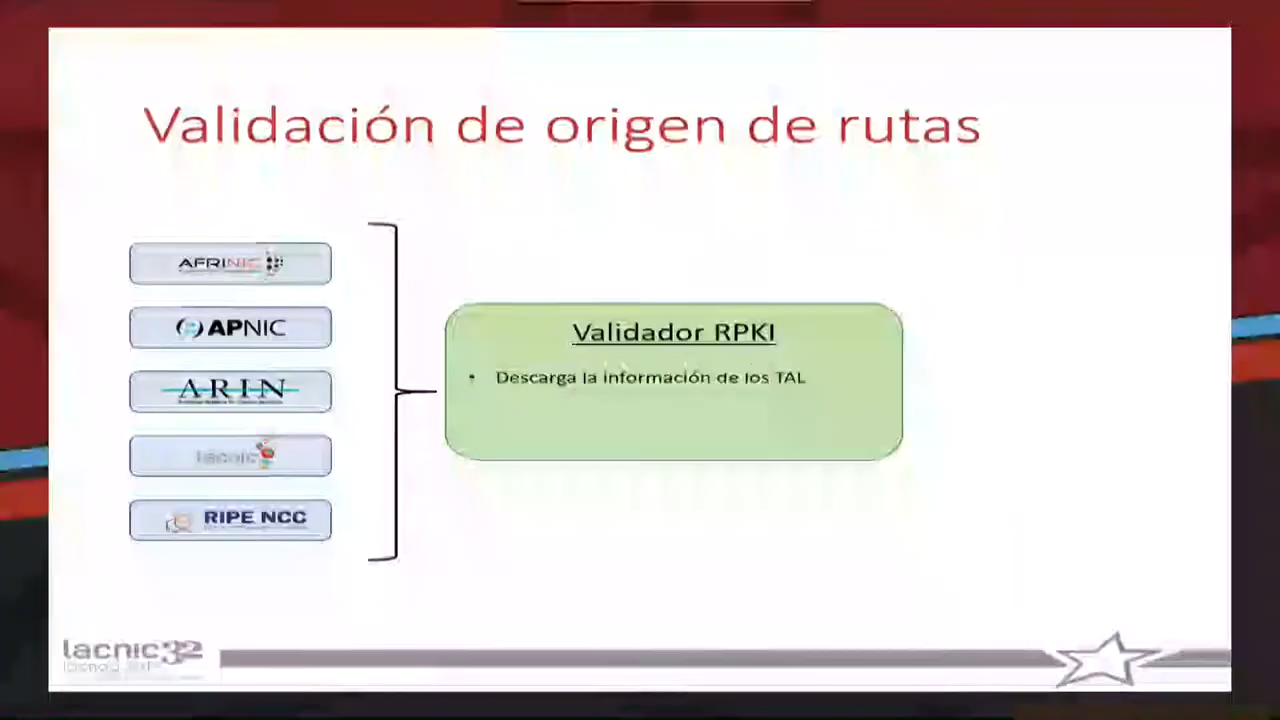 Validación de origen de rutas
AFRINIC
APNIC
ARIN
lacnic
RIPE NCC
Validador RPKI
• Descarga la información de los TAL
lacnic32